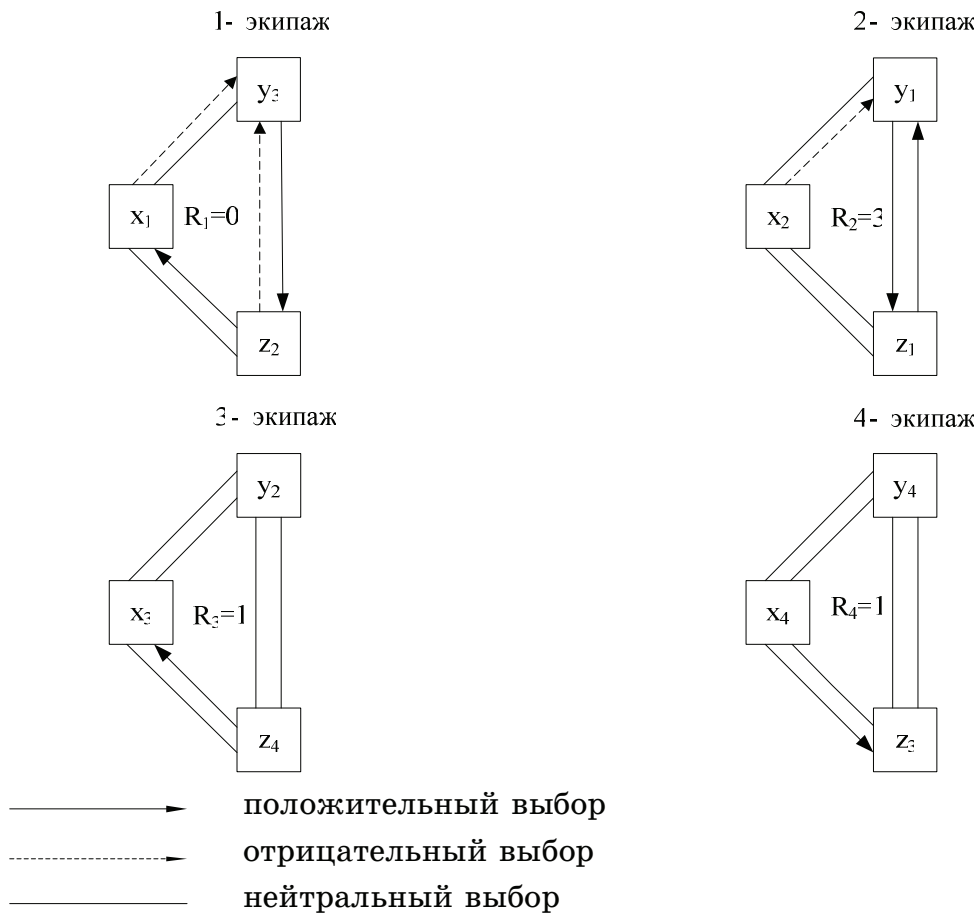 1- экипаж
y₃
x₁
R₁=0
z₂
2- экипаж
y₁
x₂
R₂=3
z₁
3- экипаж
y₂
x₃
R₃=1
z₄
4- экипаж
y₄
x₄
R₄=1
z₃
положительный выбор
отрицательный выбор
нейтральный выбор